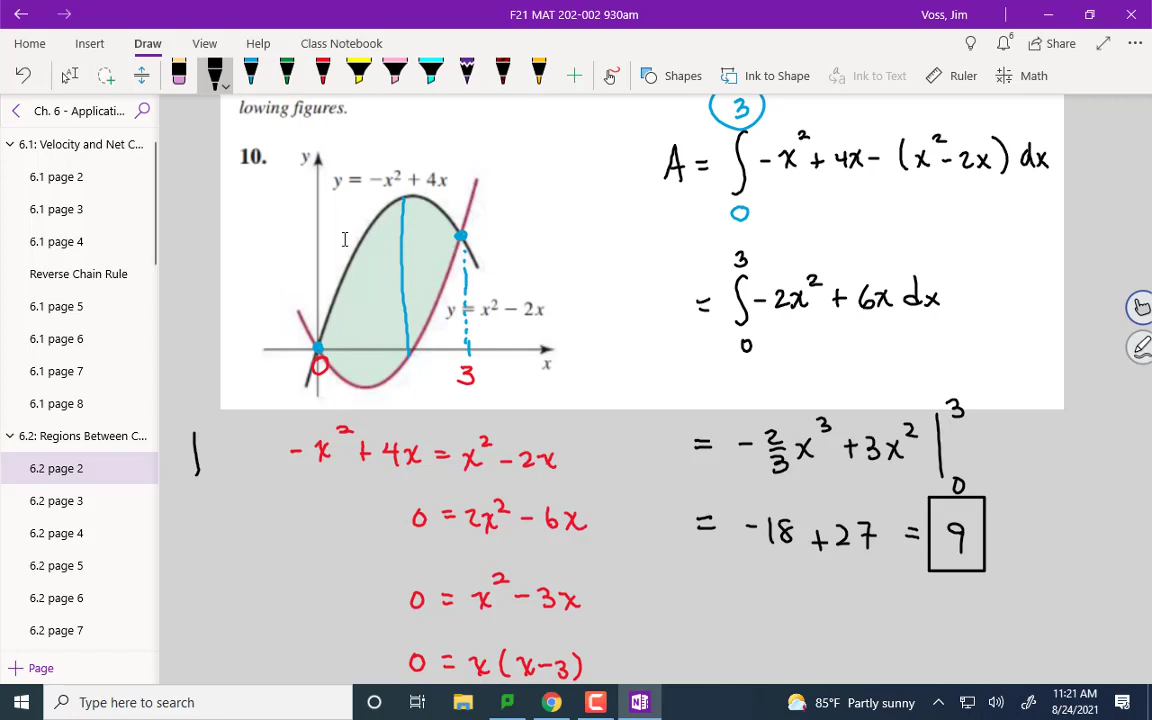 F21 MAT 202-002 930am
Voss, Jim
Home Insert Draw View Help Class Notebook
Share
Shapes Ink to Shape Ink to Text Ruler Math
Ch. 6 - Applicati...
6.1: Velocity and Net C...
6.1 page 2
6.1 page 3
6.1 page 4
Reverse Chain Rule
6.1 page 5
6.1 page 6
6.1 page 7
6.1 page 8
6.2: Regions Between C...
6.2 page 2
6.2 page 3
6.2 page 4
6.2 page 5
6.2 page 6
6.2 page 7
Page
lowing figures.
10.
y
y = −x² + 4x
y = x² − 2x
x
0
3
-x² + 4x = x² - 2x
0 = 2x² - 6x
0 = x² - 3x
0 = x(x-3)
A = ∫₀³ -x² + 4x - (x² - 2x) dx
= ∫₀³ -2x² + 6x dx
= -2/3 x³ + 3x² |₀³
= -18 + 27 = 9
Type here to search
85°F Partly sunny
11:21 AM
8/24/2021
6